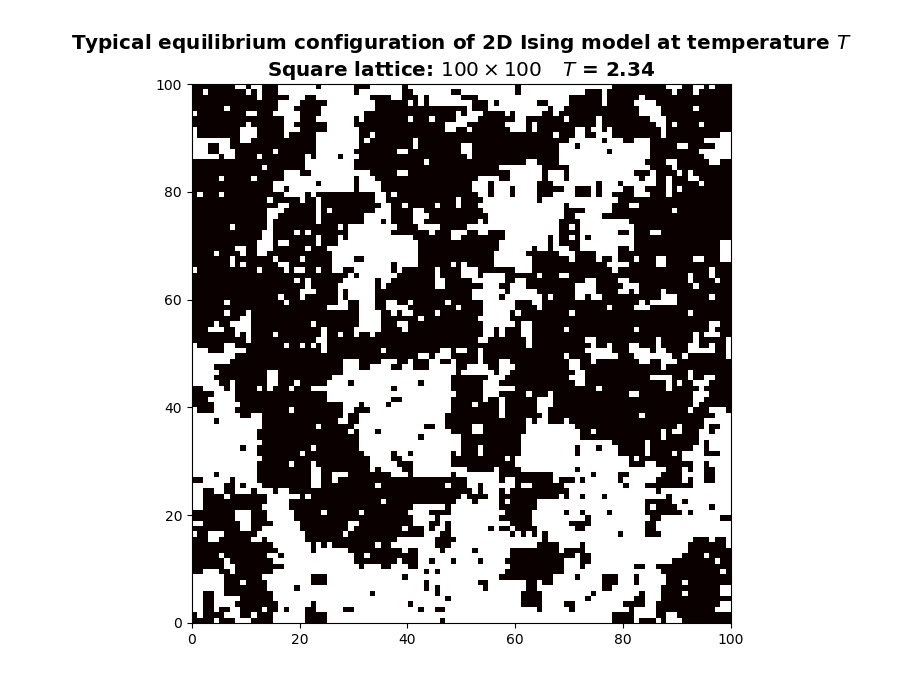 Typical equilibrium configuration of 2D Ising model at temperature T
Square lattice: 100 × 100 T = 2.34
100
80
60
40
20
0
0 20 40 60 80 100